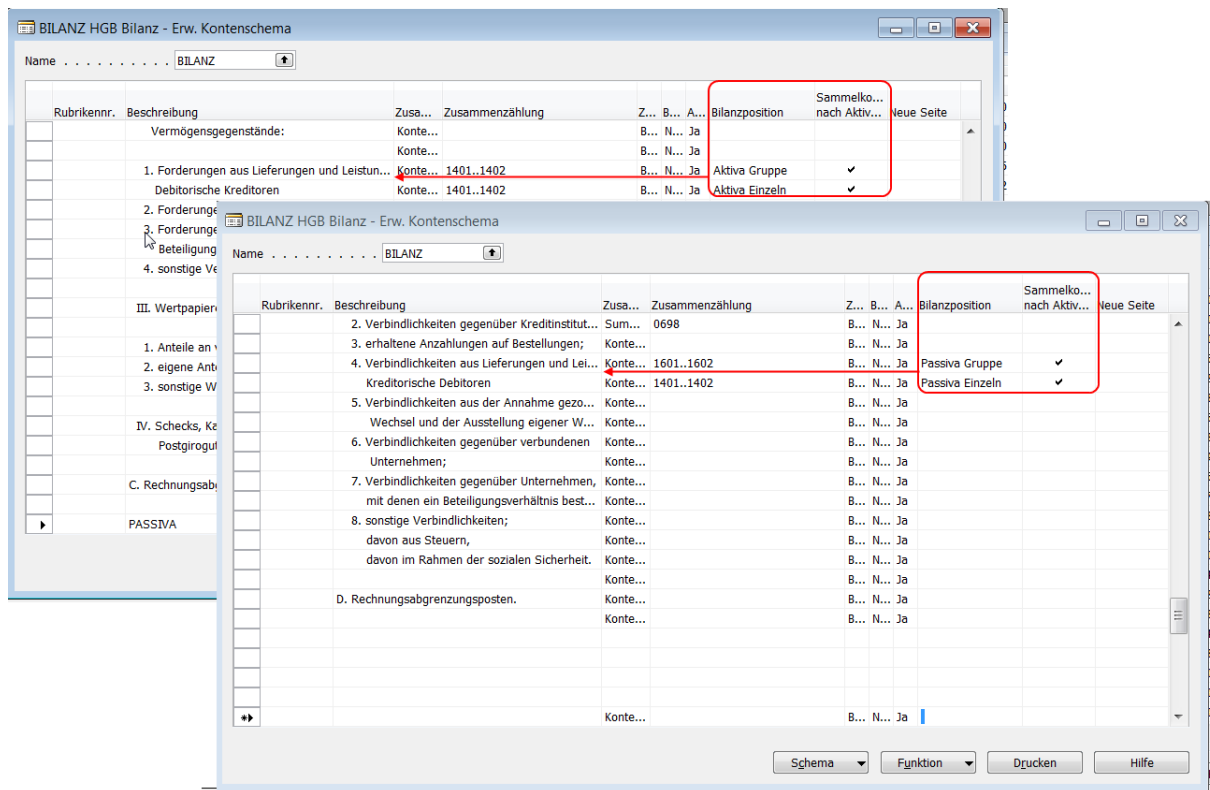 BILANZ HGB Bilanz - Erw. Kontenschema
Name . . . . . . . . . . BILANZ
Rubrikennr. Beschreibung Zusa... Zusammenzählung Z... B... A... Bilanzposition Sammelko... nach Aktiv... Neue Seite
Vermögensgegenstände: Konte... B... N... Ja
Konte... B... N... Ja
1. Forderungen aus Lieferungen und Leistun... Konte... 1401..1402 B... N... Ja Aktiva Gruppe ✔
Debitorische Kreditoren Konte... 1401..1402 B... N... Ja Aktiva Einzeln ✔
2. Forderunge
3. Forderunge
Beteiligung
4. sonstige Ve
III. Wertpapier
1. Anteile an
2. eigene Ante
3. sonstige W
IV. Schecks, Ka
Postgirogut
C. Rechnungsab
PASSIVA
BILANZ HGB Bilanz - Erw. Kontenschema
Name . . . . . . . . . . BILANZ
Rubrikennr. Beschreibung Zusa... Zusammenzählung Z... B... A... Bilanzposition Sammelko... nach Aktiv... Neue Seite
2. Verbindlichkeiten gegenüber Kreditinstitut... Sum... 0698 B... N... Ja
3. erhaltene Anzahlungen auf Bestellungen; Konte... B... N... Ja
4. Verbindlichkeiten aus Lieferungen und Lei... Konte... 1601..1602 B... N... Ja Passiva Gruppe ✔
Kreditorische Debitoren Konte... 1401..1402 B... N... Ja Passiva Einzeln ✔
5. Verbindlichkeiten aus der Annahme gezo... Konte... B... N... Ja
Wechsel und der Ausstellung eigener W... Konte... B... N... Ja
6. Verbindlichkeiten gegenüber verbundenen Konte... B... N... Ja
Unternehmen; Konte... B... N... Ja
7. Verbindlichkeiten gegenüber Unternehmen, Konte... B... N... Ja
mit denen ein Beteiligungsverhältnis best... Konte... B... N... Ja
8. sonstige Verbindlichkeiten; Konte... B... N... Ja
davon aus Steuern, Konte... B... N... Ja
davon im Rahmen der sozialen Sicherheit. Konte... B... N... Ja
Konte... B... N... Ja
D. Rechnungsabgrenzungsposten. Konte... B... N... Ja
Konte... B... N... Ja
Konte... B... N... Ja
Schema Funktion Drucken Hilfe